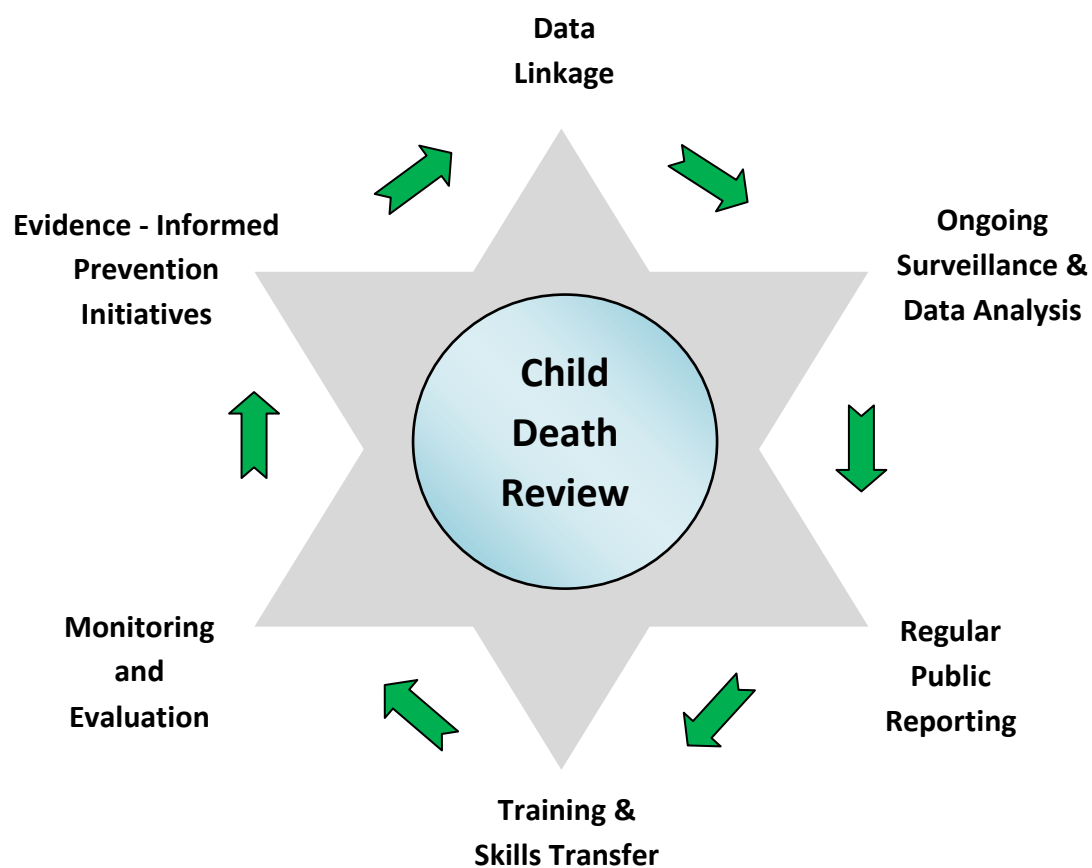 Data
Linkage
Ongoing
Surveillance &
Data Analysis
Regular
Public
Reporting
Training &
Skills Transfer
Monitoring
and
Evaluation
Evidence - Informed
Prevention
Initiatives
Child
Death
Review